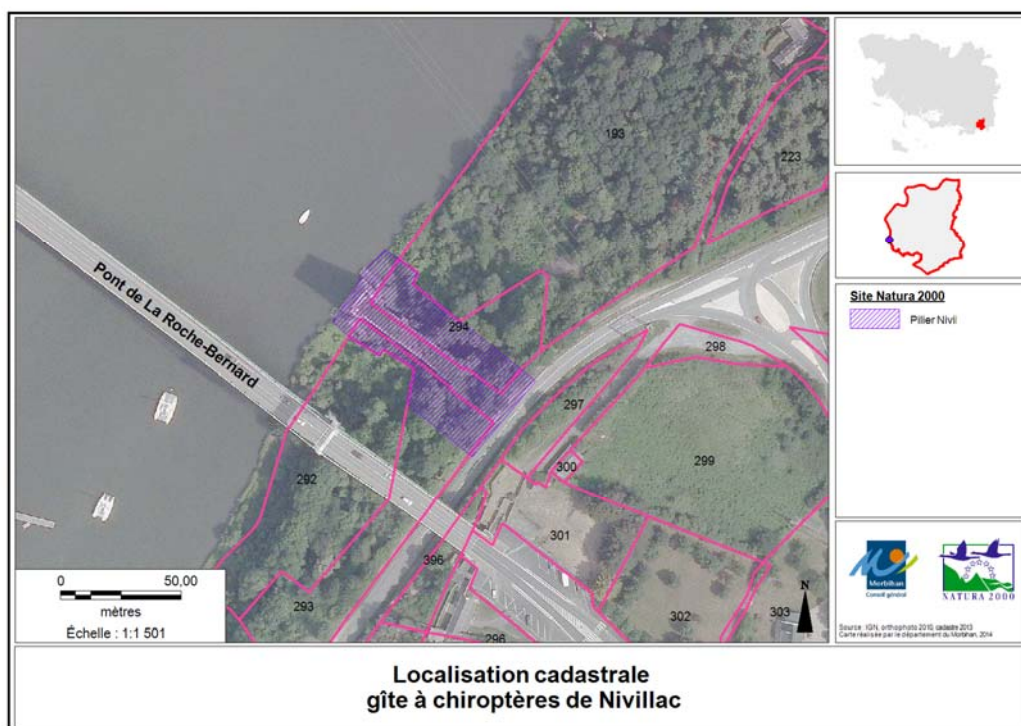 193
223
Pont de La Roche-Bernard
294
298
297
292
300
299
301
396
293
302
303
296
0 50,00
mètres
Échelle : 1:1 501
N
Site Natura 2000
Pilier Nivil
Morbihan
Conseil général
NATURA 2000
Source : IGN, orthophoto 2010, cadastre 2013
Carte réalisée par le département du Morbihan, 2014
Localisation cadastrale
gîte à chiroptères de Nivillac